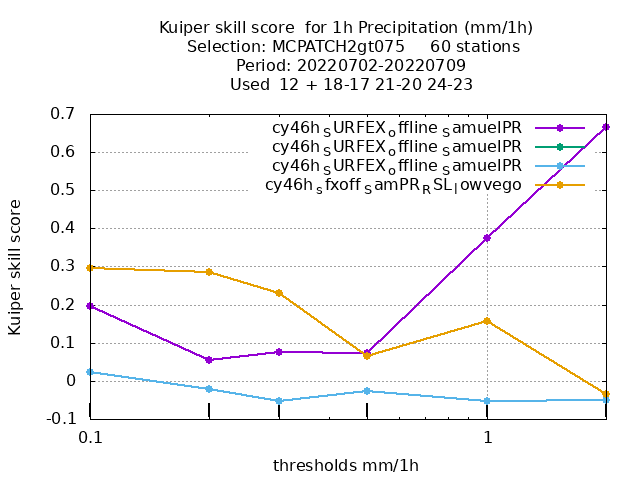 Kuiper skill score  for 1h Precipitation (mm/1h)
Selection: MCPATCH2gt075     60 stations
Period: 20220702-20220709
Used  12 + 18-17 21-20 24-23
cy46h_SURFEX_offline_SamuelPR
cy46h_SURFEX_offline_SamuelPR
cy46h_SURFEX_offline_SamuelPR
cy46h_sfxoff_SamPR_RSL_lowvego
0.7
0.6
0.5
0.4
0.3
0.2
0.1
0
-0.1
Kuiper skill score
0.1
1
thresholds mm/1h